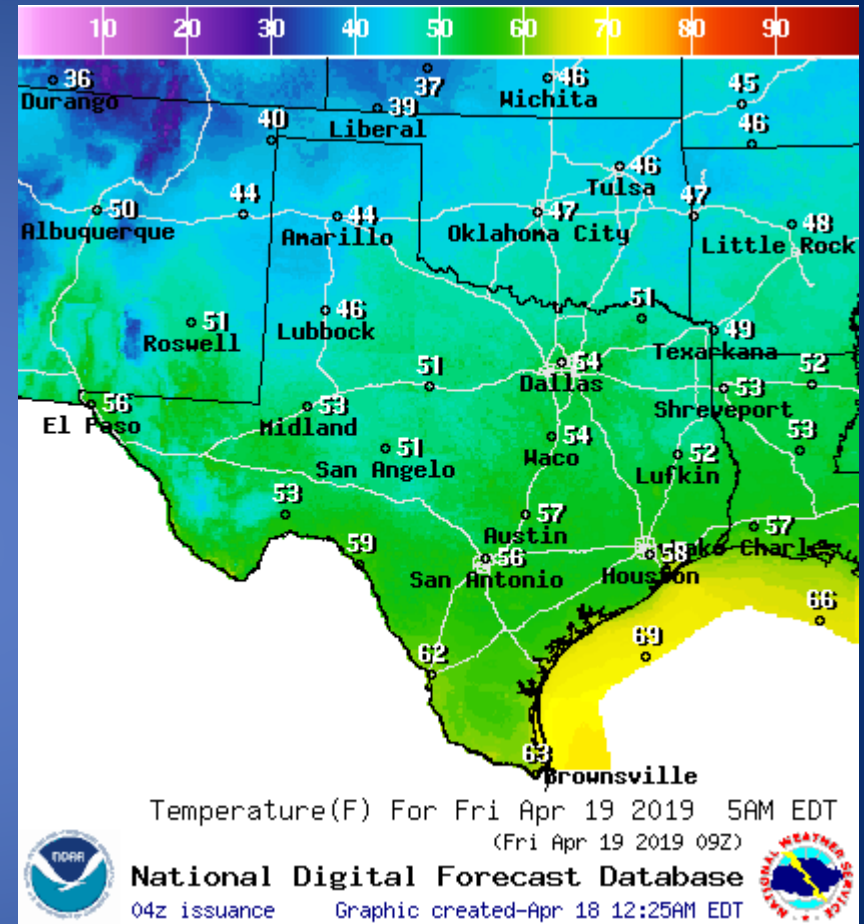 10 20 30 40 50 60 70 80 90
36
Durango
37
39
Liberal
46
Wichita
45
46
40
46
Tulsa
50
Albuquerque
44
44
Amarillo
47
Oklahoma City
47
48
Little Rock
51
Roswell
46
Lubbock
51
49
Texarkana
54
Dallas
51
52
53
Shreveport
56
El Paso
53
Midland
51
San Angelo
54
Waco
52
Lufkin
53
53
57
Austin
57
Lake Charles
59
56
San Antonio
58
Houston
62
69
66
63
Brownsville
Temperature(F) For Fri Apr 19 2019 5AM EDT
(Fri Apr 19 2019 09Z)
National Digital Forecast Database
04z issuance Graphic created-Apr 18 12:25AM EDT
noaa
NATIONAL WEATHER SERVICE